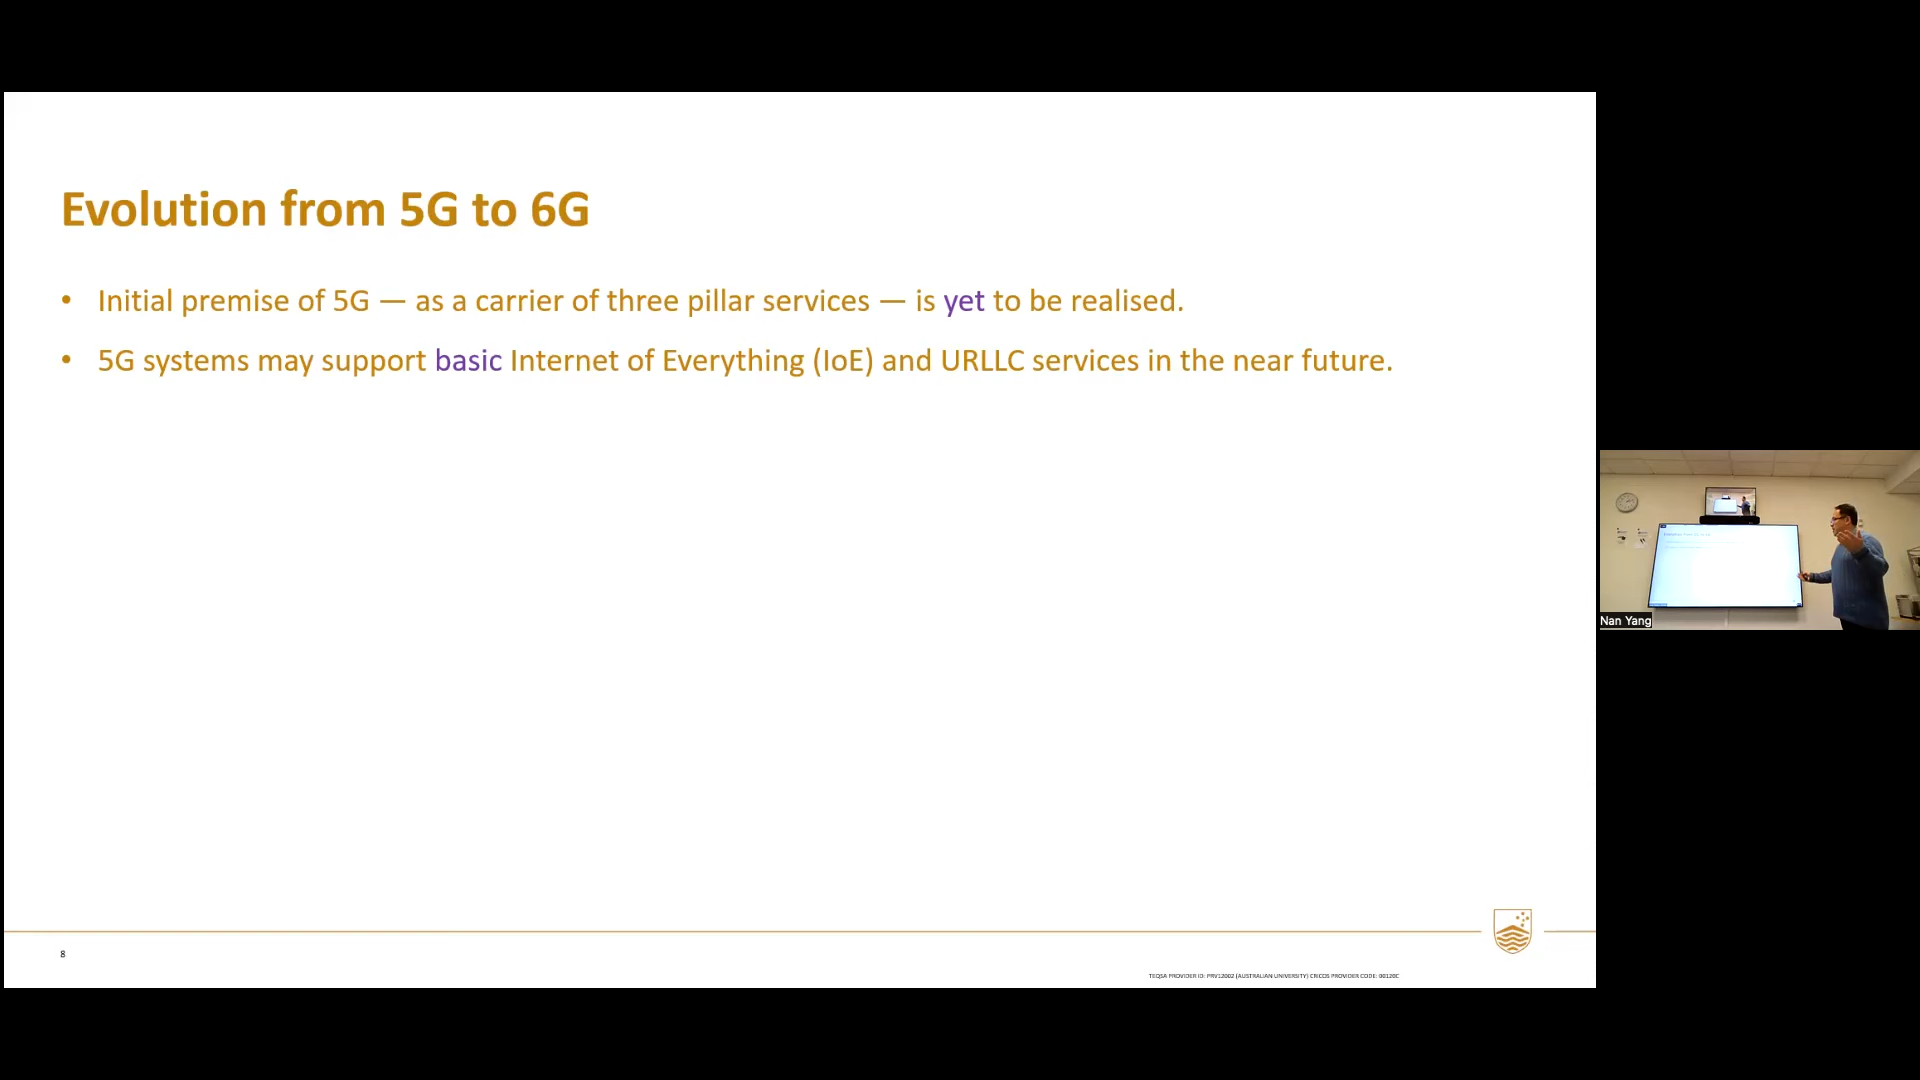 Evolution from 5G to 6G
• Initial premise of 5G — as a carrier of three pillar services — is yet to be realised.
• 5G systems may support basic Internet of Everything (IoE) and URLLC services in the near future.
Nan Yang
8
TEQSA PROVIDER ID: PRV12002 (AUSTRALIAN UNIVERSITY) CRICOS PROVIDER CODE: 00120C